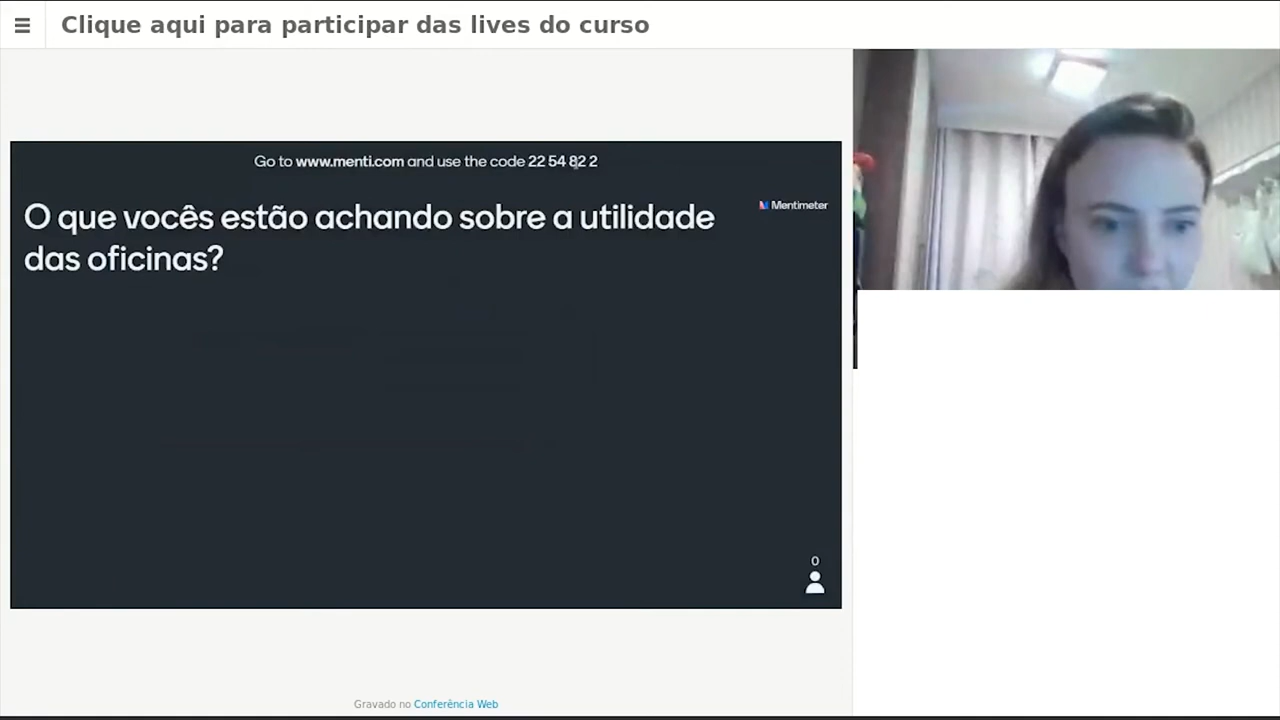 Clique aqui para participar das lives do curso
Go to www.menti.com and use the code 22 54 82 2
Mentimeter
O que vocês estão achando sobre a utilidade
das oficinas?
0
Gravado no Conferência Web